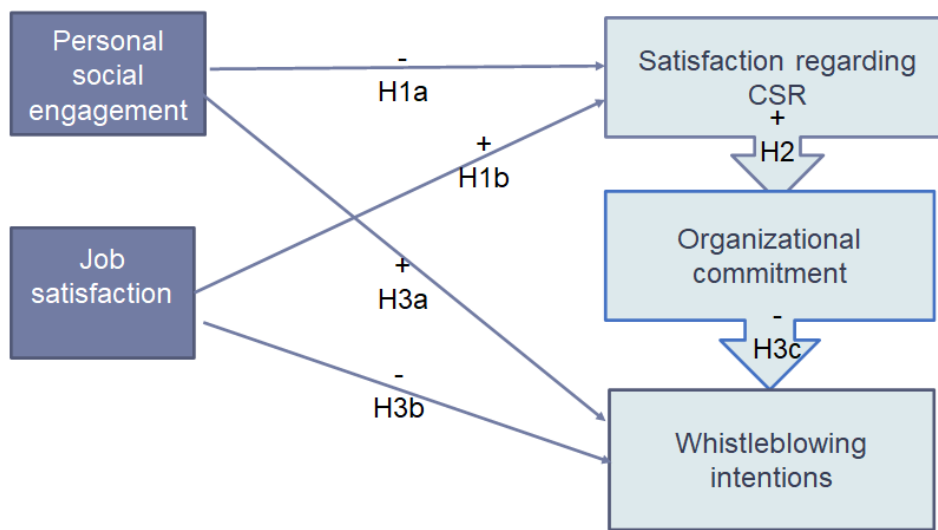 Personal
social
engagement
-
H1a
Satisfaction regarding
CSR
+
H2
+
H1b
Job
satisfaction
+
H3a
Organizational
commitment
-
H3c
-
H3b
Whistleblowing
intentions